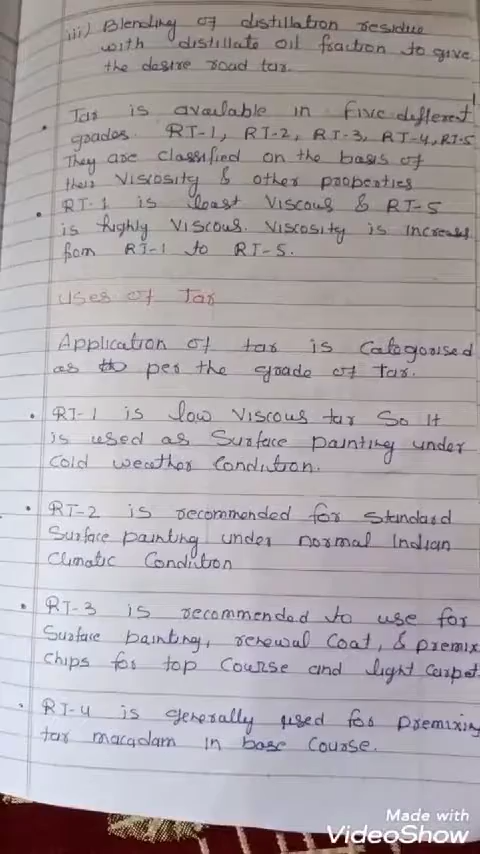 iii) Blending of distillation residue
with distillate oil fraction to give
the desire road tar.
• Tar is available in five different
grades. RT-1, RT-2, RT-3, RT-4, RT-5
They are classified on the basis of
their Viscosity & other properties
• RT-1 is least Viscous & RT-5
is highly Viscous. Viscosity is increases
from RT-1 to RT-5.
Uses of Tar
Application of tar is Categorised
as per the grade of Tar.
• RT-1 is low Viscous tar So it
is used as Surface painting under
Cold weather Condition.
• RT-2 is recommended for Standard
Surface painting under normal Indian
Climatic Condition
• RT-3 is recommended to use for
Surface painting, renewal Coat, & premix
Chips for top Course and light Carpet.
• RT-4 is generally used for premixing
tar macadam in base Course.
Made with
VideoShow